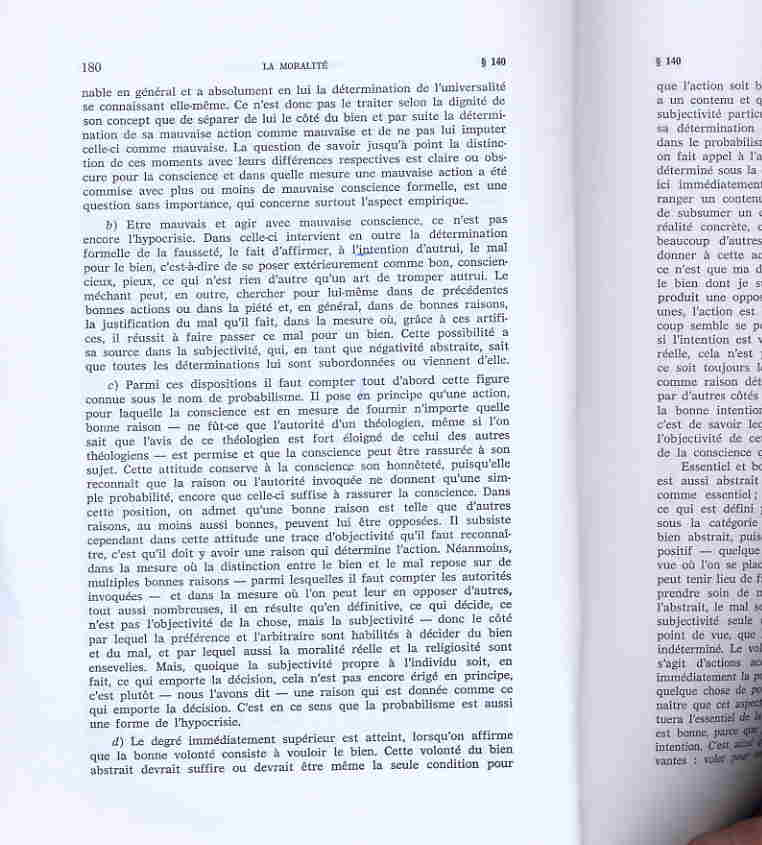 180
LA MORALITÉ
§ 140
nable en général et a absolument en lui la détermination de l'universalité
se connaissant elle-même. Ce n'est donc pas le traiter selon la dignité de
son concept que de séparer de lui le côté du bien et par suite la détermi-
nation de sa mauvaise action comme mauvaise et de ne pas lui imputer
celle-ci comme mauvaise. La question de savoir jusqu'à point la distinc-
tion de ces moments avec leurs différences respectives est claire ou obs-
cure pour la conscience et dans quelle mesure une mauvaise action a été
commise avec plus ou moins de mauvaise conscience formelle, est une
question sans importance, qui concerne surtout l'aspect empirique.
b) Etre mauvais et agir avec mauvaise conscience, ce n'est pas
encore l'hypocrisie. Dans celle-ci intervient en outre la détermination
formelle de la fausseté, le fait d'affirmer, à l'intention d'autrui, le mal
pour le bien, c'est-à-dire de se poser extérieurement comme bon, conscien-
cieux, pieux, ce qui n'est rien d'autre qu'un art de tromper autrui. Le
méchant peut, en outre, chercher pour lui-même dans de précédentes
bonnes actions ou dans la piété et, en général, dans de bonnes raisons,
la justification du mal qu'il fait, dans la mesure où, grâce à ces artifi-
ces, il réussit à faire passer ce mal pour un bien. Cette possibilité a
sa source dans la subjectivité, qui, en tant que négativité abstraite, sait
que toutes les déterminations lui sont subordonnées ou viennent d'elle.
c) Parmi ces dispositions il faut compter tout d'abord cette figure
connue sous le nom de probabilisme. Il pose en principe qu'une action,
pour laquelle la conscience est en mesure de fournir n'importe quelle
bonne raison — ne fût-ce que l'autorité d'un théologien, même si l'on
sait que l'avis de ce théologien est fort éloigné de celui des autres
théologiens — est permise et que la conscience peut être rassurée à son
sujet. Cette attitude conserve à la conscience son honnêteté, puisqu'elle
reconnaît que la raison ou l'autorité invoquée ne donnent qu'une sim-
ple probabilité, encore que celle-ci suffise à rassurer la conscience. Dans
cette position, on admet qu'une bonne raison est telle que d'autres
raisons, au moins aussi bonnes, peuvent lui être opposées. Il subsiste
cependant dans cette attitude une trace d'objectivité qu'il faut reconnaî-
tre, c'est qu'il doit y avoir une raison qui détermine l'action. Néanmoins,
dans la mesure où la distinction entre le bien et le mal repose sur de
multiples bonnes raisons — parmi lesquelles il faut compter les autorités
invoquées — et dans la mesure où l'on peut leur en opposer d'autres,
tout aussi nombreuses, il en résulte qu'en définitive, ce qui décide, ce
n'est pas l'objectivité de la chose, mais la subjectivité — donc le côté
par lequel la préférence et l'arbitraire sont habilités à décider du bien
et du mal, et par lequel aussi la moralité réelle et la religiosité sont
ensevelies. Mais, quoique la subjectivité propre à l'individu soit, en
fait, ce qui emporte la décision, cela n'est pas encore érigé en principe,
c'est plutôt — nous l'avons dit — une raison qui est donnée comme ce
qui emporte la décision. C'est en ce sens que la probabilisme est aussi
une forme de l'hypocrisie.
d) Le degré immédiatement supérieur est atteint, lorsqu'on affirme
que la bonne volonté consiste à vouloir le bien. Cette volonté du bien
abstrait devrait suffire ou devrait être même la seule condition pour
§ 140
que l'action soit
a un contenu et
subjectivité
sa détermination
dans le
on fait appel à
déterminé sous la
ici
ranger un
de subsumer un
réalité concrète,
beaucoup d'autres
donner à cette
ce n'est que ma
le bien dont je
produit une
unes, l'action est
coup semble se
si l'intention est
réelle, cela n'est
ce soit toujours
comme raison
par d'autres côtés
la bonne
c'est de savoir
l'objectivité de
de la conscience
Essentiel et
est aussi abstrait
comme essentiel ;
ce qui est défini
sous la catégorie
bien abstrait,
positif — quelque
vue où l'on se
peut tenir lieu de
prendre soin de
l'abstrait, le mal
subjectivité seule
point de vue, que
indéterminé. Le
s'agit d'actions
immédiatement la
quelque chose de
naître que cet aspect
tuera l'essentiel de
est bonne, parce que
intention. C'est
vantes : voler pour